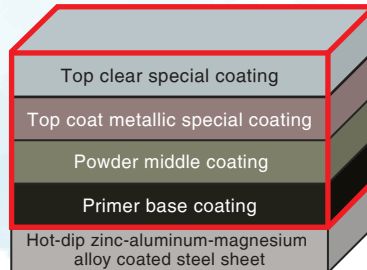 Top clear special coating
Top coat metallic special coating
Powder middle coating
Primer base coating
Hot-dip zinc-aluminum-magnesium
alloy coated steel sheet